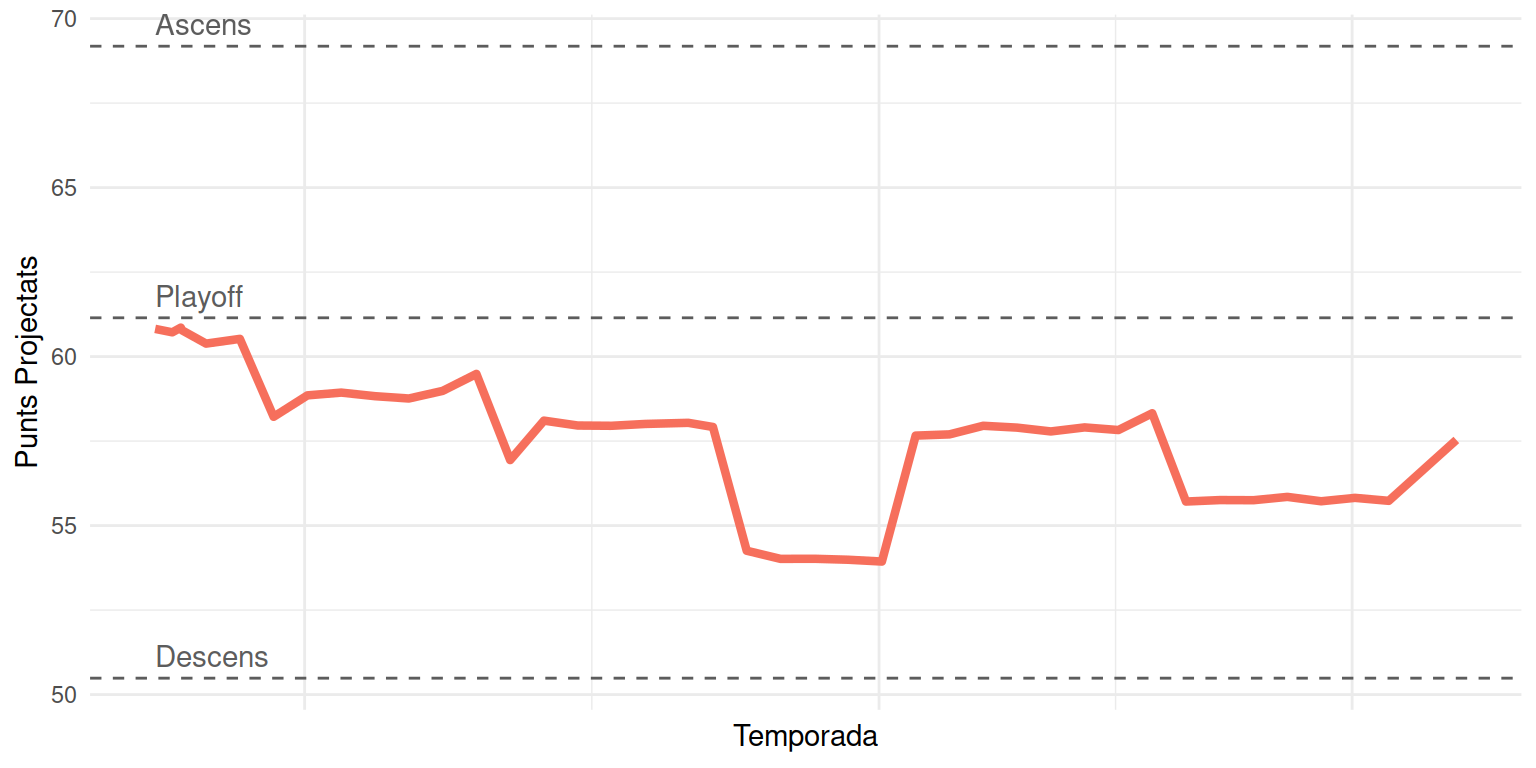 70
Ascens
65
Playoff
60
Punts Projectats
55
Descens
50
Temporada